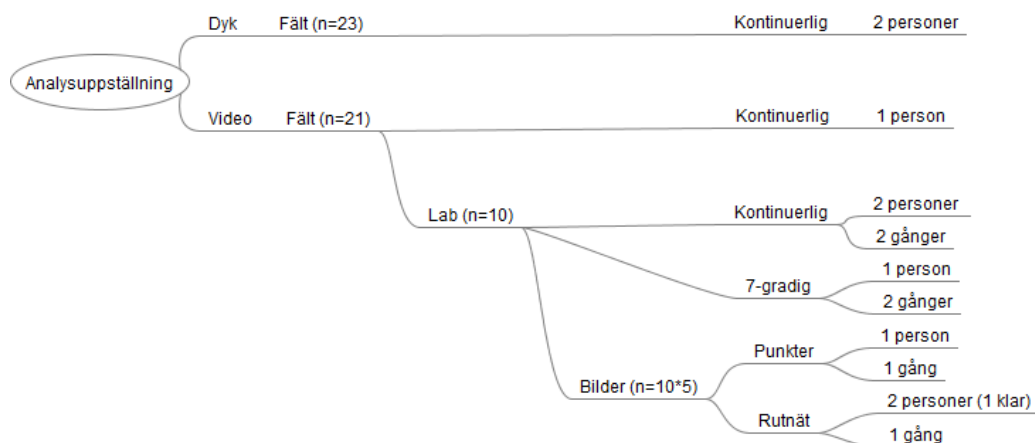 Dyk Fält (n=23) Kontinuerlig 2 personer
Analysuppställning
Video Fält (n=21) Kontinuerlig 1 person
Lab (n=10) Kontinuerlig 2 personer
2 gånger
7-gradig 1 person
2 gånger
Bilder (n=10*5) Punkter 1 person
1 gång
Rutnät 2 personer (1 klar)
1 gång